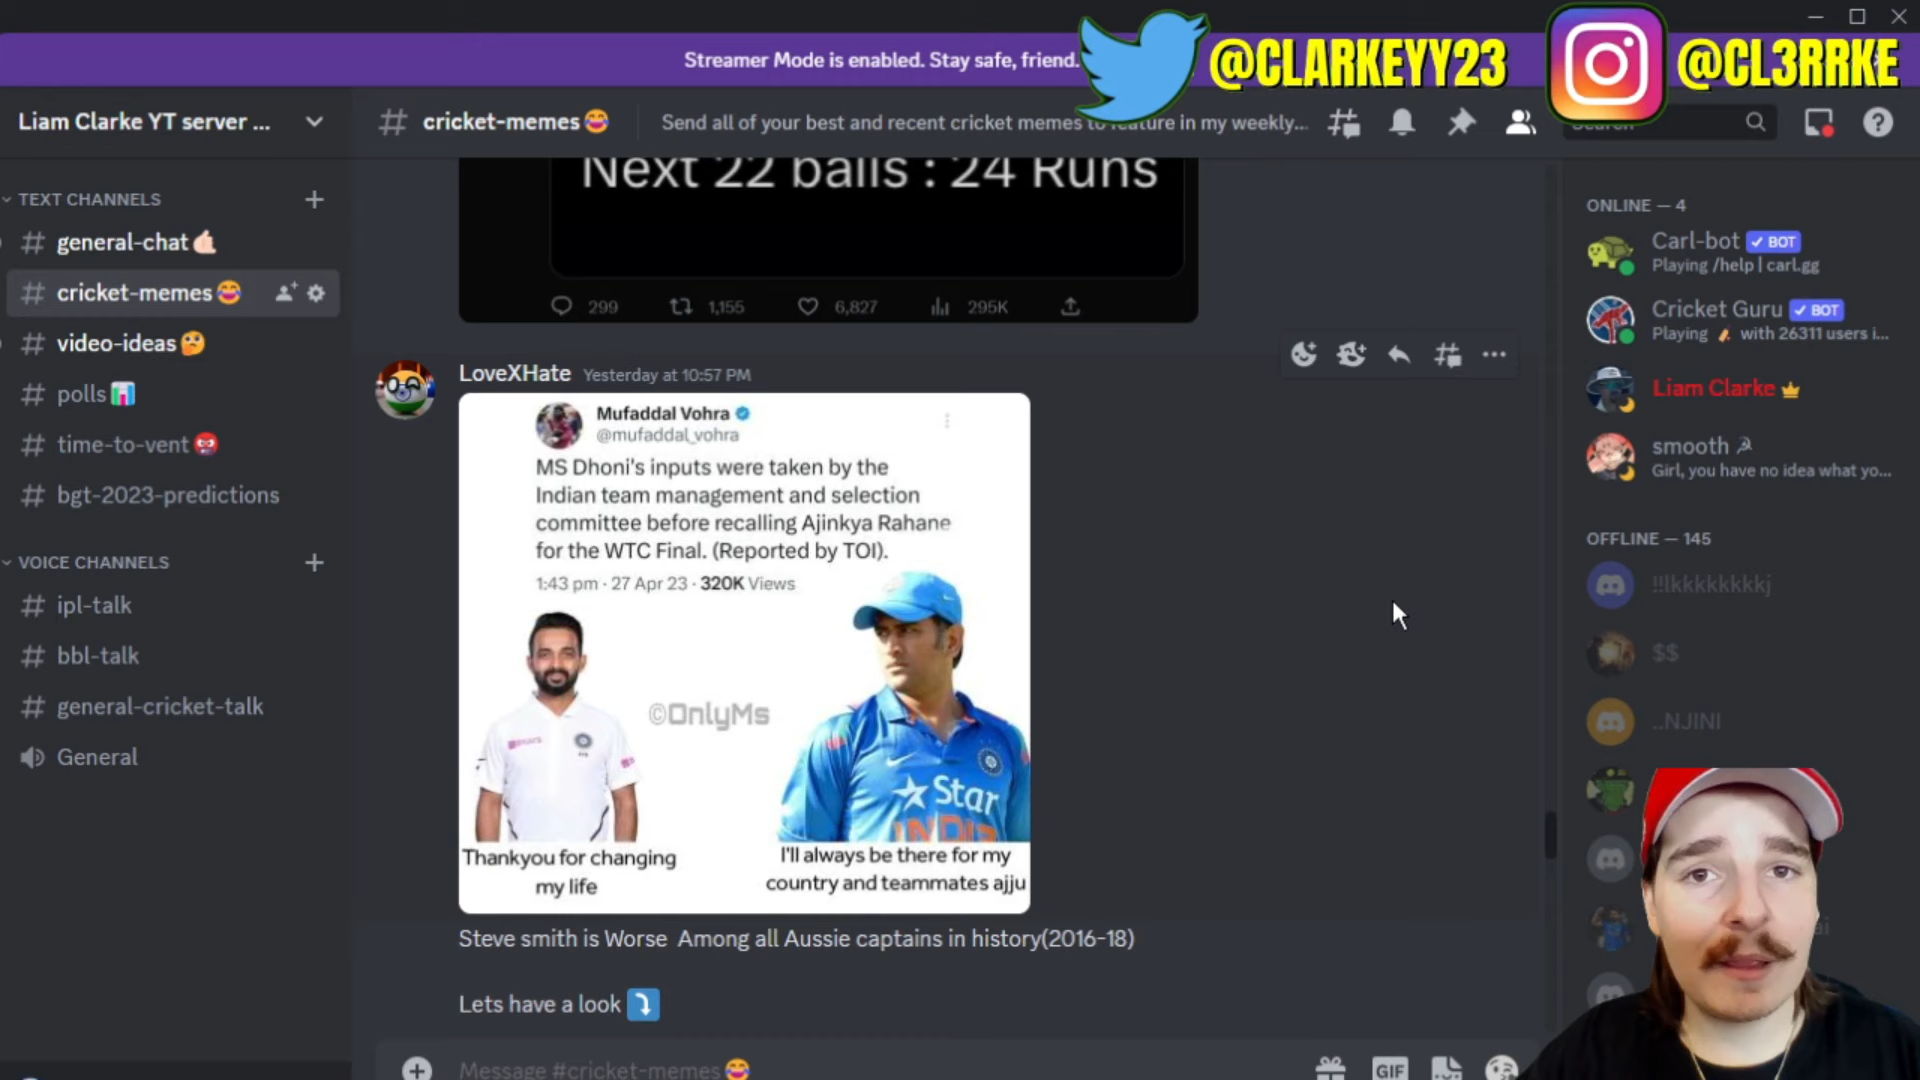 Streamer Mode is enabled. Stay safe, friend.
@CLARKEYY23
@CL3RRKE
Liam Clarke YT server ...
cricket-memes😂
Send all of your best and recent cricket memes to feature in my weekly...
TEXT CHANNELS
general-chat🤙
cricket-memes😂
video-ideas🤔
polls📊
time-to-vent👹
bgt-2023-predictions
VOICE CHANNELS
ipl-talk
bbl-talk
general-cricket-talk
General
Next 22 balls : 24 Runs
299 1,155 6,827 295K
LoveXHate Yesterday at 10:57 PM
Mufaddal Vohra
@mufaddal_vohra
MS Dhoni's inputs were taken by the
Indian team management and selection
committee before recalling Ajinkya Rahane
for the WTC Final. (Reported by TOI).
1:43 pm · 27 Apr 23 · 320K Views
©OnlyMs
Star
INDIA
Thankyou for changing
my life
I'll always be there for my
country and teammates ajju
Steve smith is Worse Among all Aussie captains in history(2016-18)
Lets have a look ⤵
Message #cricket-memes😂
GIF
ONLINE — 4
Carl-bot ✓ BOT
Playing /help | carl.gg
Cricket Guru ✓ BOT
Playing 🏏 with 26311 users i...
Liam Clarke
smooth ☭
Girl, you have no idea what yo...
OFFLINE — 145
!!lkkkkkkkj
$$
..NJINI